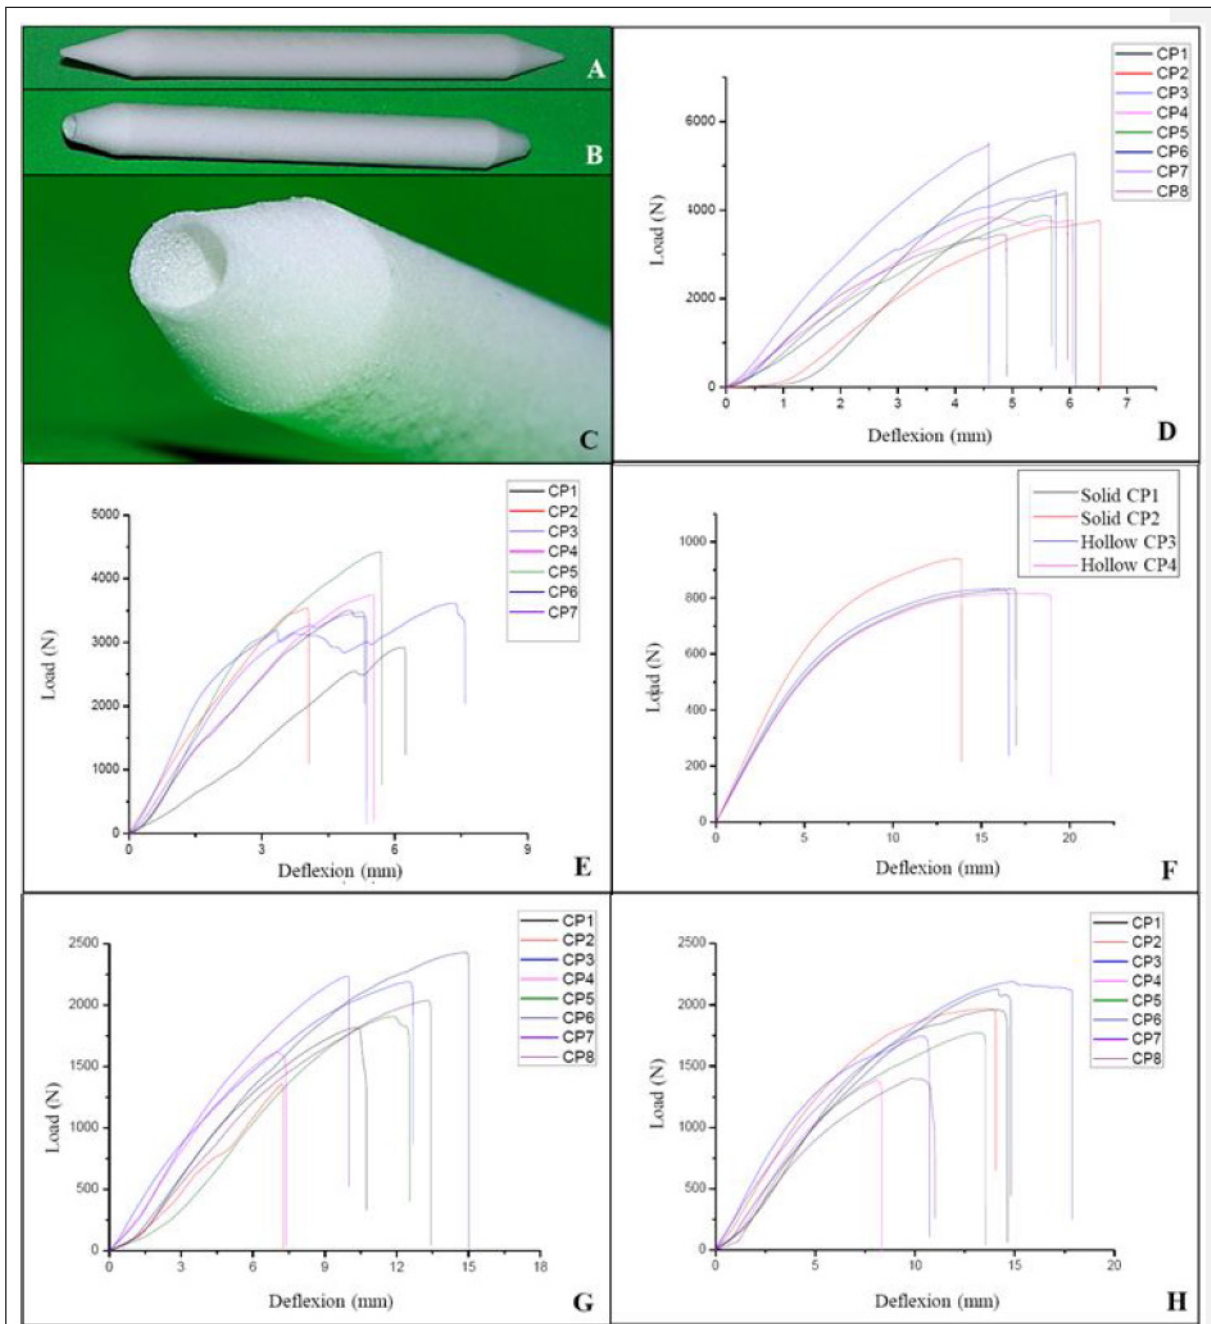 A
B
C
CP1
CP2
CP3
CP4
CP5
CP6
CP7
CP8
6000
4000
2000
0
Load (N)
0 1 2 3 4 5 6 7
Deflexion (mm)
D
CP1
CP2
CP3
CP4
CP5
CP6
CP7
5000
4000
3000
2000
1000
0
Load (N)
0 3 6 9
Deflexion (mm)
E
Solid CP1
Solid CP2
Hollow CP3
Hollow CP4
1000
800
600
400
200
0
Load (N)
0 5 10 15 20
Deflexion (mm)
F
CP1
CP2
CP3
CP4
CP5
CP6
CP7
CP8
2500
2000
1500
1000
500
0
Load (N)
0 3 6 9 12 15 18
Deflexion (mm)
G
CP1
CP2
CP3
CP4
CP5
CP6
CP7
CP8
2500
2000
1500
1000
500
0
Load (N)
0 5 10 15 20
Deflexion (mm)
H